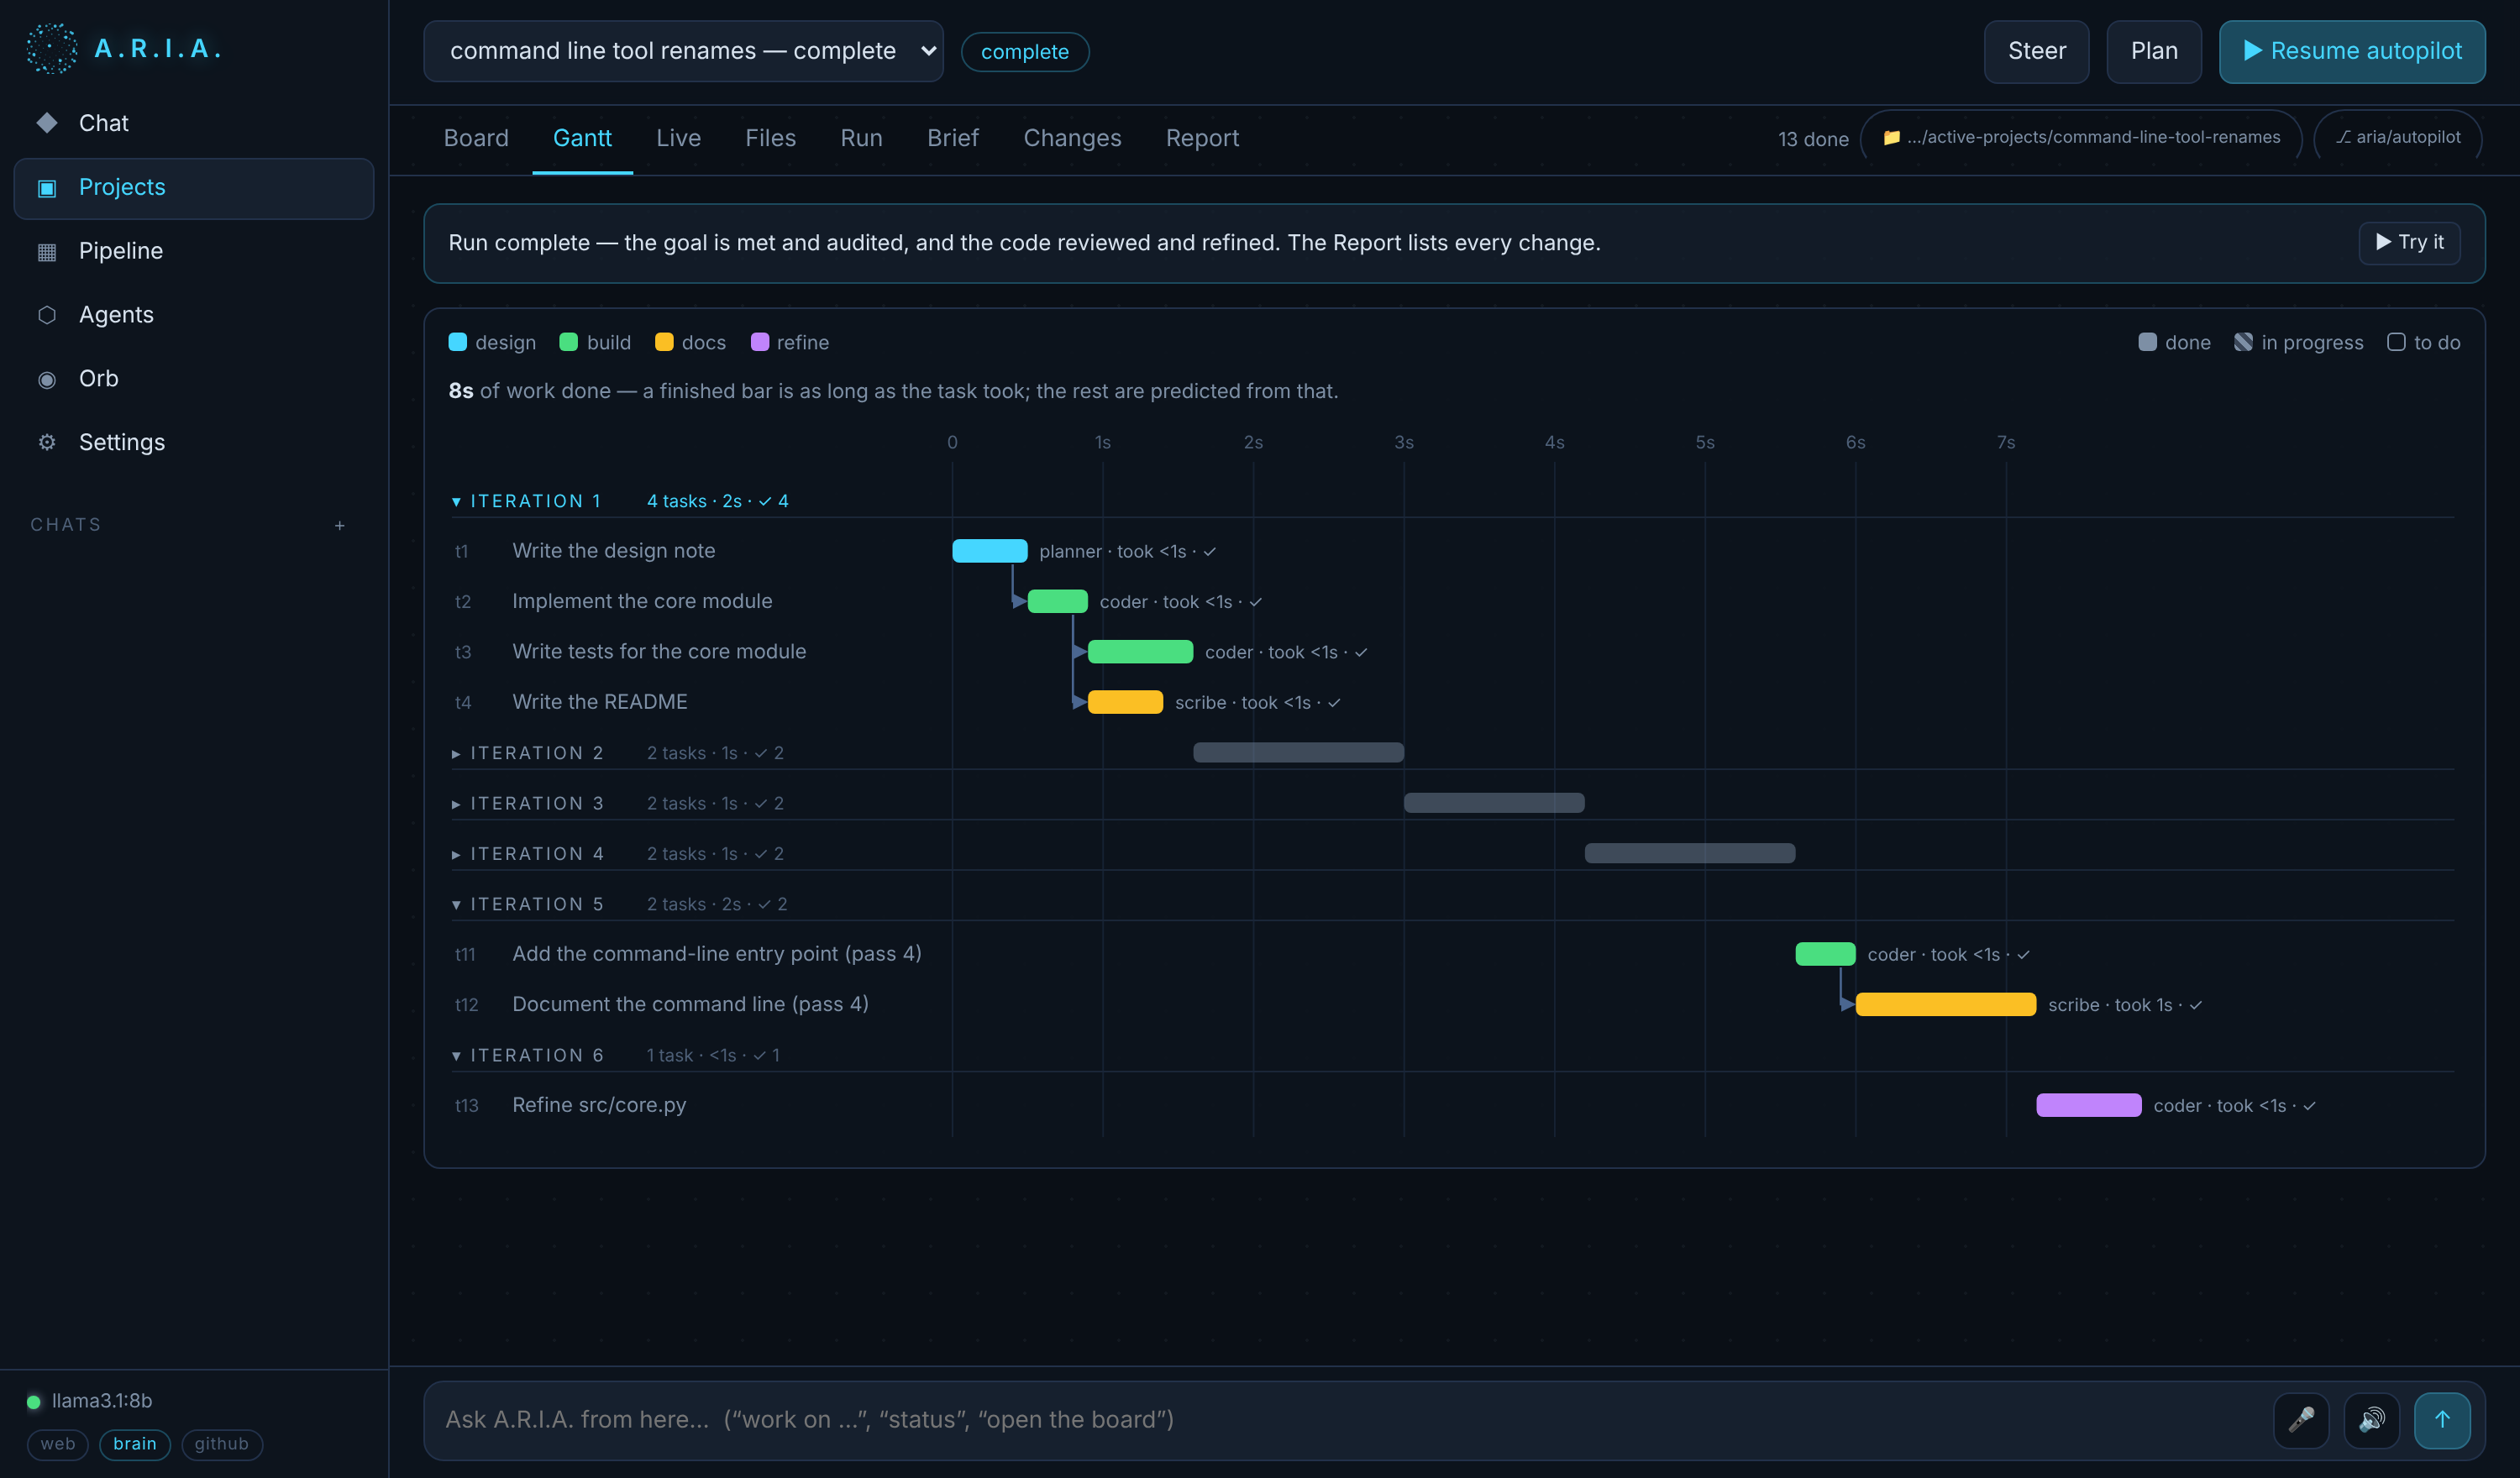 A.R.I.A.
Chat
Projects
Pipeline
Agents
Orb
Settings
CHATS +
llama3.1:8b
web brain github
command line tool renames — complete
complete
Steer Plan ▶ Resume autopilot
Board Gantt Live Files Run Brief Changes Report
13 done 📁 .../active-projects/command-line-tool-renames ⎇ aria/autopilot
Run complete — the goal is met and audited, and the code reviewed and refined. The Report lists every change.
▶ Try it
design build docs refine
done in progress to do
8s of work done — a finished bar is as long as the task took; the rest are predicted from that.
0 1s 2s 3s 4s 5s 6s 7s
▾ ITERATION 1 4 tasks · 2s · ✓ 4
t1 Write the design note planner · took <1s · ✓
t2 Implement the core module coder · took <1s · ✓
t3 Write tests for the core module coder · took <1s · ✓
t4 Write the README scribe · took <1s · ✓
▸ ITERATION 2 2 tasks · 1s · ✓ 2
▸ ITERATION 3 2 tasks · 1s · ✓ 2
▸ ITERATION 4 2 tasks · 1s · ✓ 2
▾ ITERATION 5 2 tasks · 2s · ✓ 2
t11 Add the command-line entry point (pass 4) coder · took <1s · ✓
t12 Document the command line (pass 4) scribe · took 1s · ✓
▾ ITERATION 6 1 task · <1s · ✓ 1
t13 Refine src/core.py coder · took <1s · ✓
Ask A.R.I.A. from here... (“work on ...”, “status”, “open the board”)